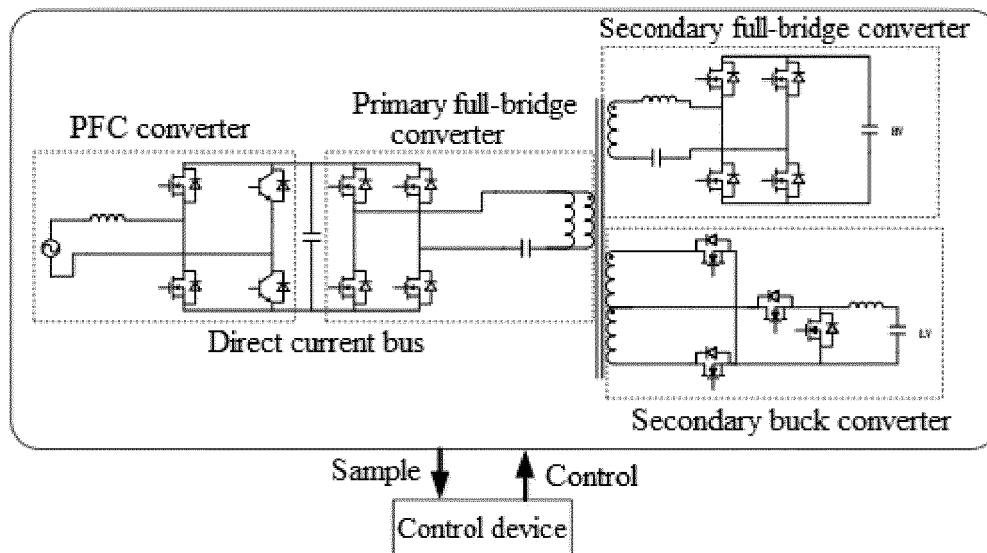 Secondary full-bridge converter
Primary full-bridge
converter
PFC converter
HV
Direct current bus
LV
Secondary buck converter
Sample
Control
Control device